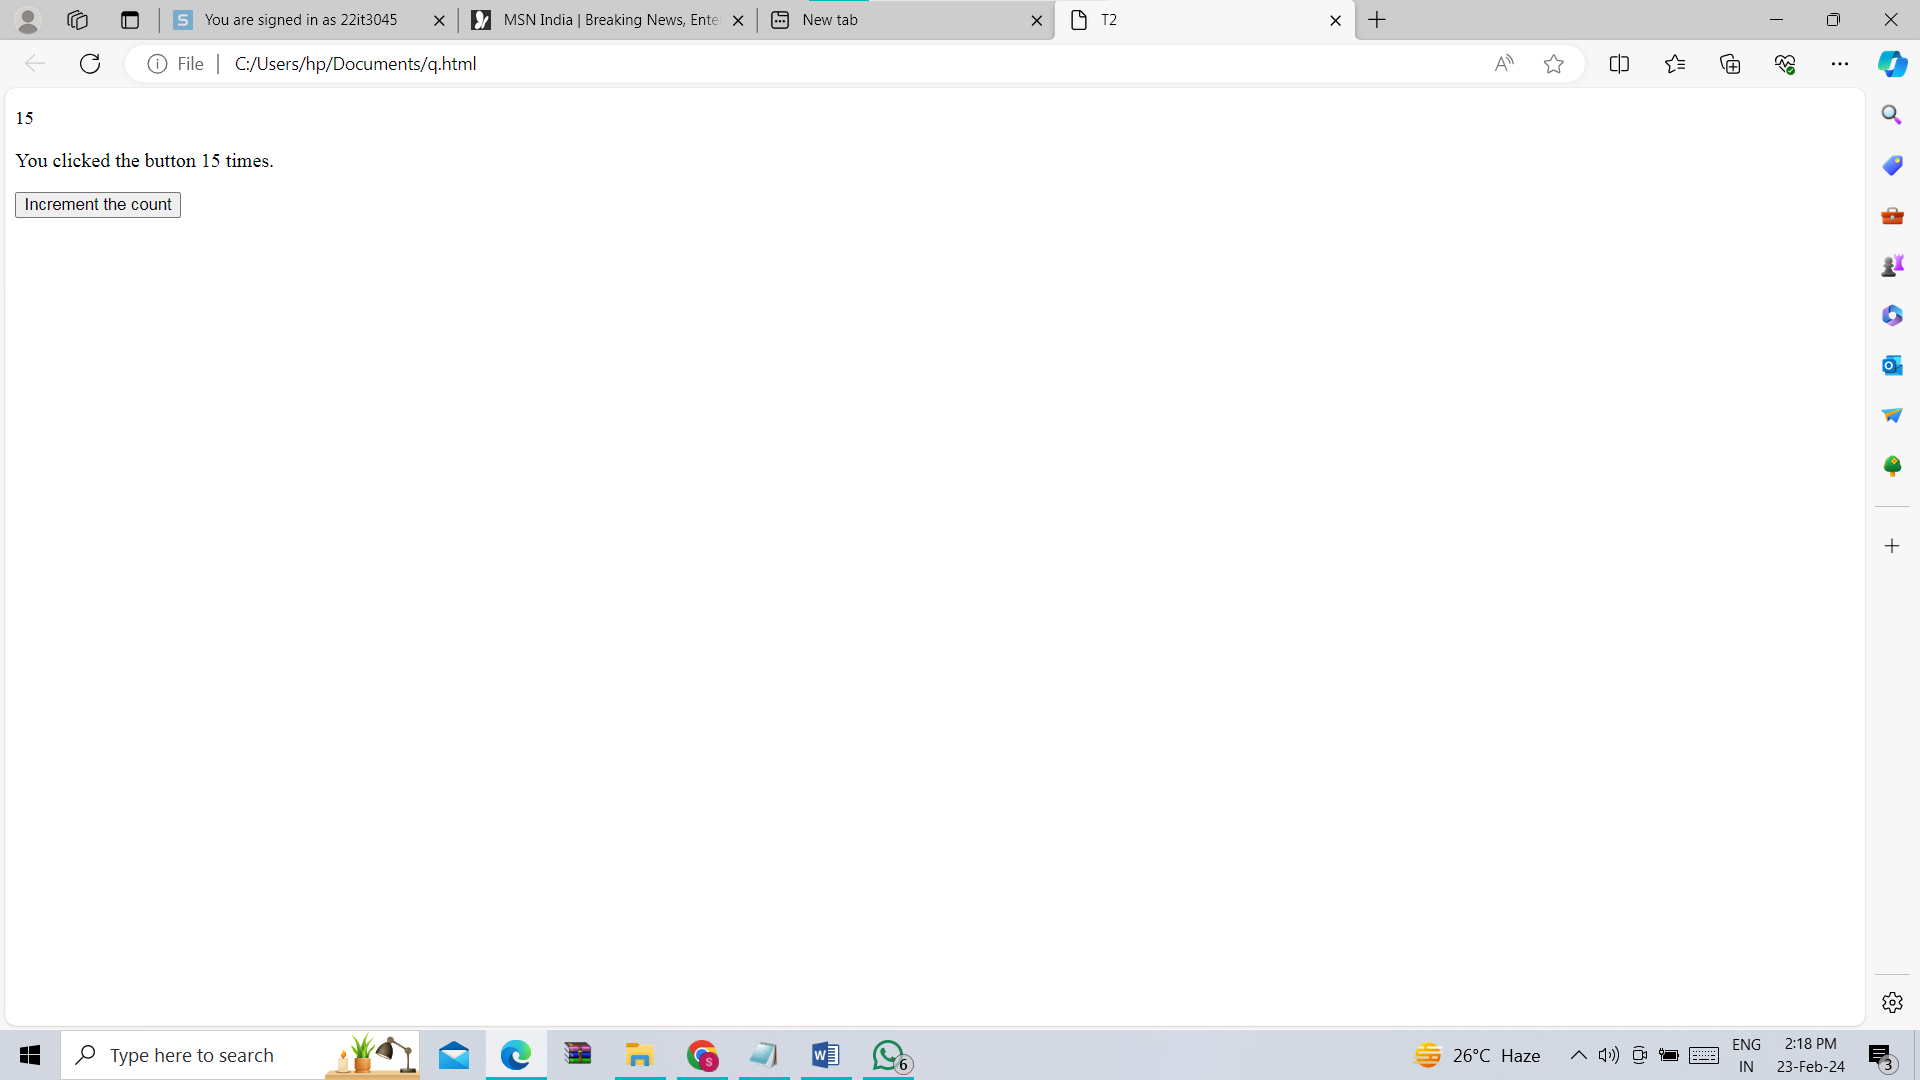 You are signed in as 22it3045
MSN India | Breaking News, Ente
New tab
T2
File
C:/Users/hp/Documents/q.html
15
You clicked the button 15 times.
Increment the count
Type here to search
S
W
6
26°C Haze
ENG
IN
2:18 PM
23-Feb-24
3